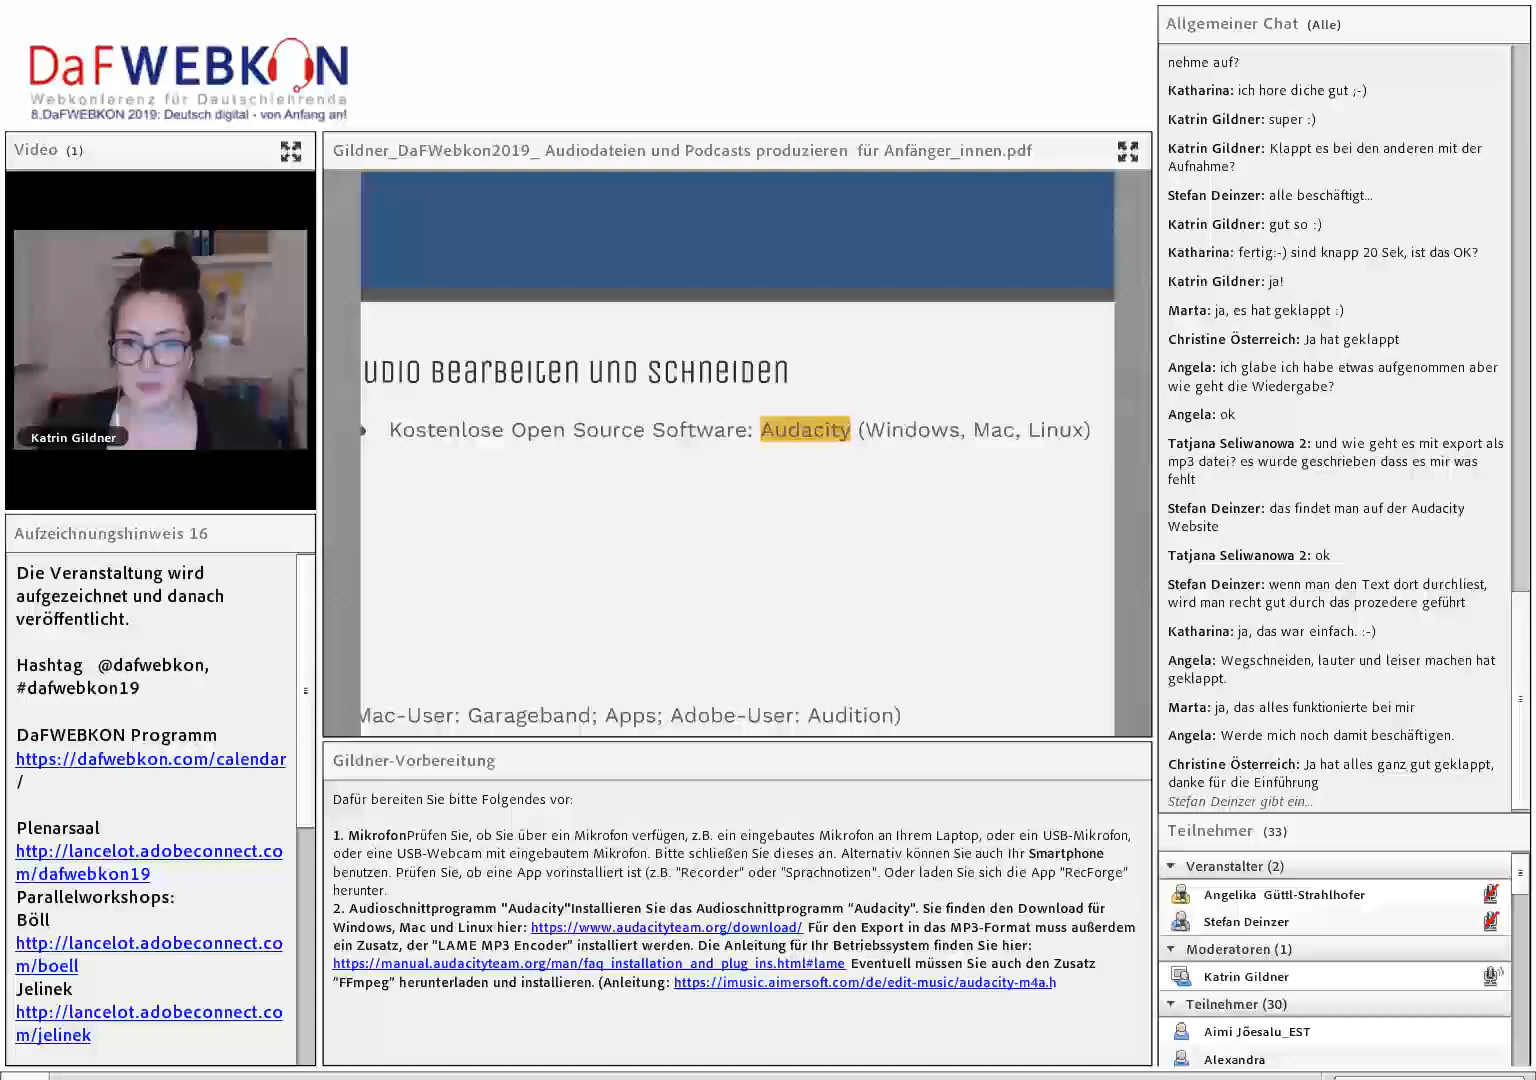 DaFWEBKON
Webkonferenz für Deutschlehrende
8.DaFWEBKON 2019: Deutsch digital - von Anfang an!
Video (1)
Katrin Gildner
Aufzeichnungshinweis 16
Die Veranstaltung wird
aufgezeichnet und danach
veröffentlicht.
Hashtag @dafwebkon,
#dafwebkon19
DaFWEBKON Programm
https://dafwebkon.com/calendar
/
Plenarsaal
http://lancelot.adobeconnect.co
m/dafwebkon19
Parallelworkshops:
Böll
http://lancelot.adobeconnect.co
m/boell
Jelinek
http://lancelot.adobeconnect.co
m/jelinek
Gildner_DaFWebkon2019_ Audiodateien und Podcasts produzieren für Anfänger_innen.pdf
UDIO BEARBEITEN UND SCHNEIDEN
Kostenlose Open Source Software: Audacity (Windows, Mac, Linux)
Mac-User: Garageband; Apps; Adobe-User: Audition)
Gildner-Vorbereitung
Dafür bereiten Sie bitte Folgendes vor:
1. MikrofonPrüfen Sie, ob Sie über ein Mikrofon verfügen, z.B. ein eingebautes Mikrofon an Ihrem Laptop, oder ein USB-Mikrofon,
oder eine USB-Webcam mit eingebautem Mikrofon. Bitte schließen Sie dieses an. Alternativ können Sie auch Ihr Smartphone
benutzen. Prüfen Sie, ob eine App vorinstalliert ist (z.B. "Recorder" oder "Sprachnotizen". Oder laden Sie sich die App "RecForge"
herunter.
2. Audioschnittprogramm "Audacity"Installieren Sie das Audioschnittprogramm "Audacity". Sie finden den Download für
Windows, Mac und Linux hier: https://www.audacityteam.org/download/ Für den Export in das MP3-Format muss außerdem
ein Zusatz, der "LAME MP3 Encoder" installiert werden. Die Anleitung für Ihr Betriebssystem finden Sie hier:
https://manual.audacityteam.org/man/faq_installation_and_plug_ins.html#lame Eventuell müssen Sie auch den Zusatz
"FFmpeg" herunterladen und installieren. (Anleitung: https://imusic.aimersoft.com/de/edit-music/audacity-m4a.h
Allgemeiner Chat (Alle)
nehme auf?
Katharina: ich hore diche gut ;-)
Katrin Gildner: super :)
Katrin Gildner: Klappt es bei den anderen mit der
Aufnahme?
Stefan Deinzer: alle beschäftigt...
Katrin Gildner: gut so :)
Katharina: fertig:-) sind knapp 20 Sek, ist das OK?
Katrin Gildner: ja!
Marta: ja, es hat geklappt :)
Christine Österreich: Ja hat geklappt
Angela: ich glabe ich habe etwas aufgenommen aber
wie geht die Wiedergabe?
Angela: ok
Tatjana Seliwanowa 2: und wie geht es mit export als
mp3 datei? es wurde geschrieben dass es mir was
fehlt
Stefan Deinzer: das findet man auf der Audacity
Website
Tatjana Seliwanowa 2: ok
Stefan Deinzer: wenn man den Text dort durchliest,
wird man recht gut durch das prozedere geführt
Katharina: ja, das war einfach. :-)
Angela: Wegschneiden, lauter und leiser machen hat
geklappt.
Marta: ja, das alles funktionierte bei mir
Angela: Werde mich noch damit beschäftigen.
Christine Österreich: Ja hat alles ganz gut geklappt,
danke für die Einführung
Stefan Deinzer gibt ein...
Teilnehmer (33)
Veranstalter (2)
Angelika Güttl-Strahlhofer
Stefan Deinzer
Moderatoren (1)
Katrin Gildner
Teilnehmer (30)
Aimi Jõesalu_EST
Alexandra